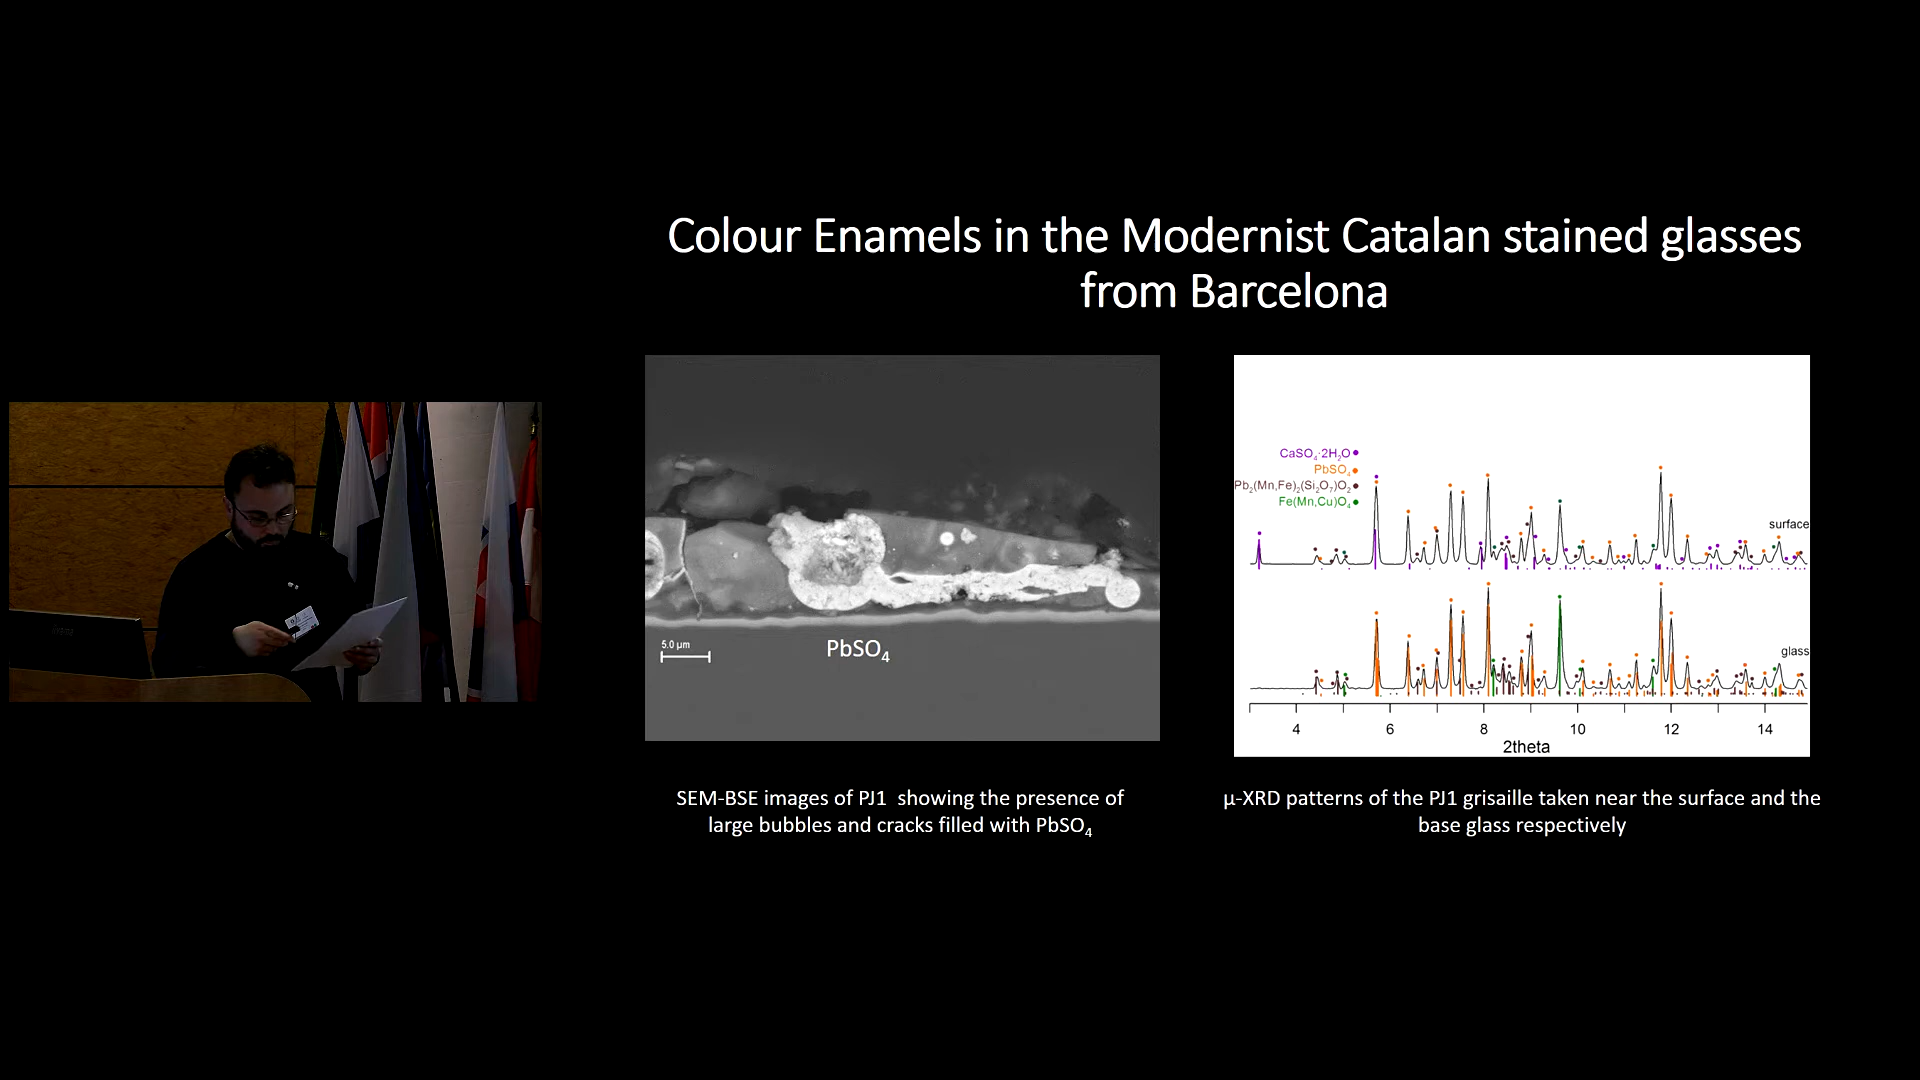 Colour Enamels in the Modernist Catalan stained glasses
from Barcelona
5.0 µm
PbSO₄
CaSO₄·2H₂O
PbSO₄
Pb₂(Mn,Fe)₂(Si₂O₇)O₂
Fe(Mn,Cu)O₄
surface
glass
4 6 8 10 12 14
2theta
SEM-BSE images of PJ1 showing the presence of
large bubbles and cracks filled with PbSO₄
µ-XRD patterns of the PJ1 grisaille taken near the surface and the
base glass respectively